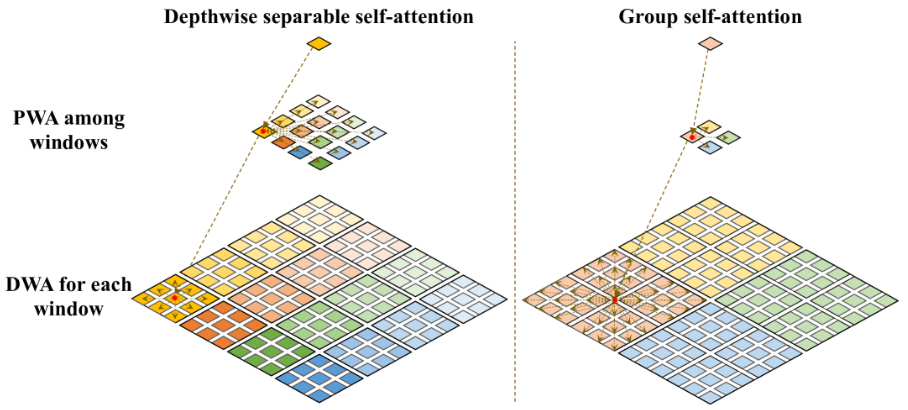 Depthwise separable self-attention
Group self-attention
PWA among
windows
DWA for each
window